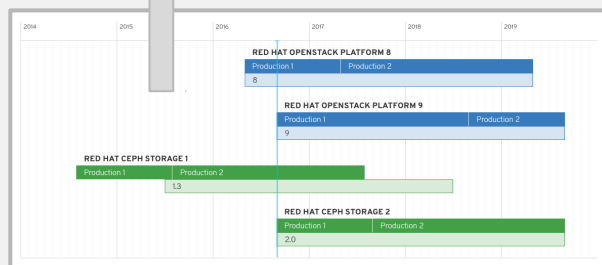 2014 2015 2016 2017 2018 2019
RED HAT OPENSTACK PLATFORM 8
Production 1 Production 2
8
RED HAT OPENSTACK PLATFORM 9
Production 1 Production 2
9
RED HAT CEPH STORAGE 1
Production 1 Production 2
1.3
RED HAT CEPH STORAGE 2
Production 1 Production 2
2.0